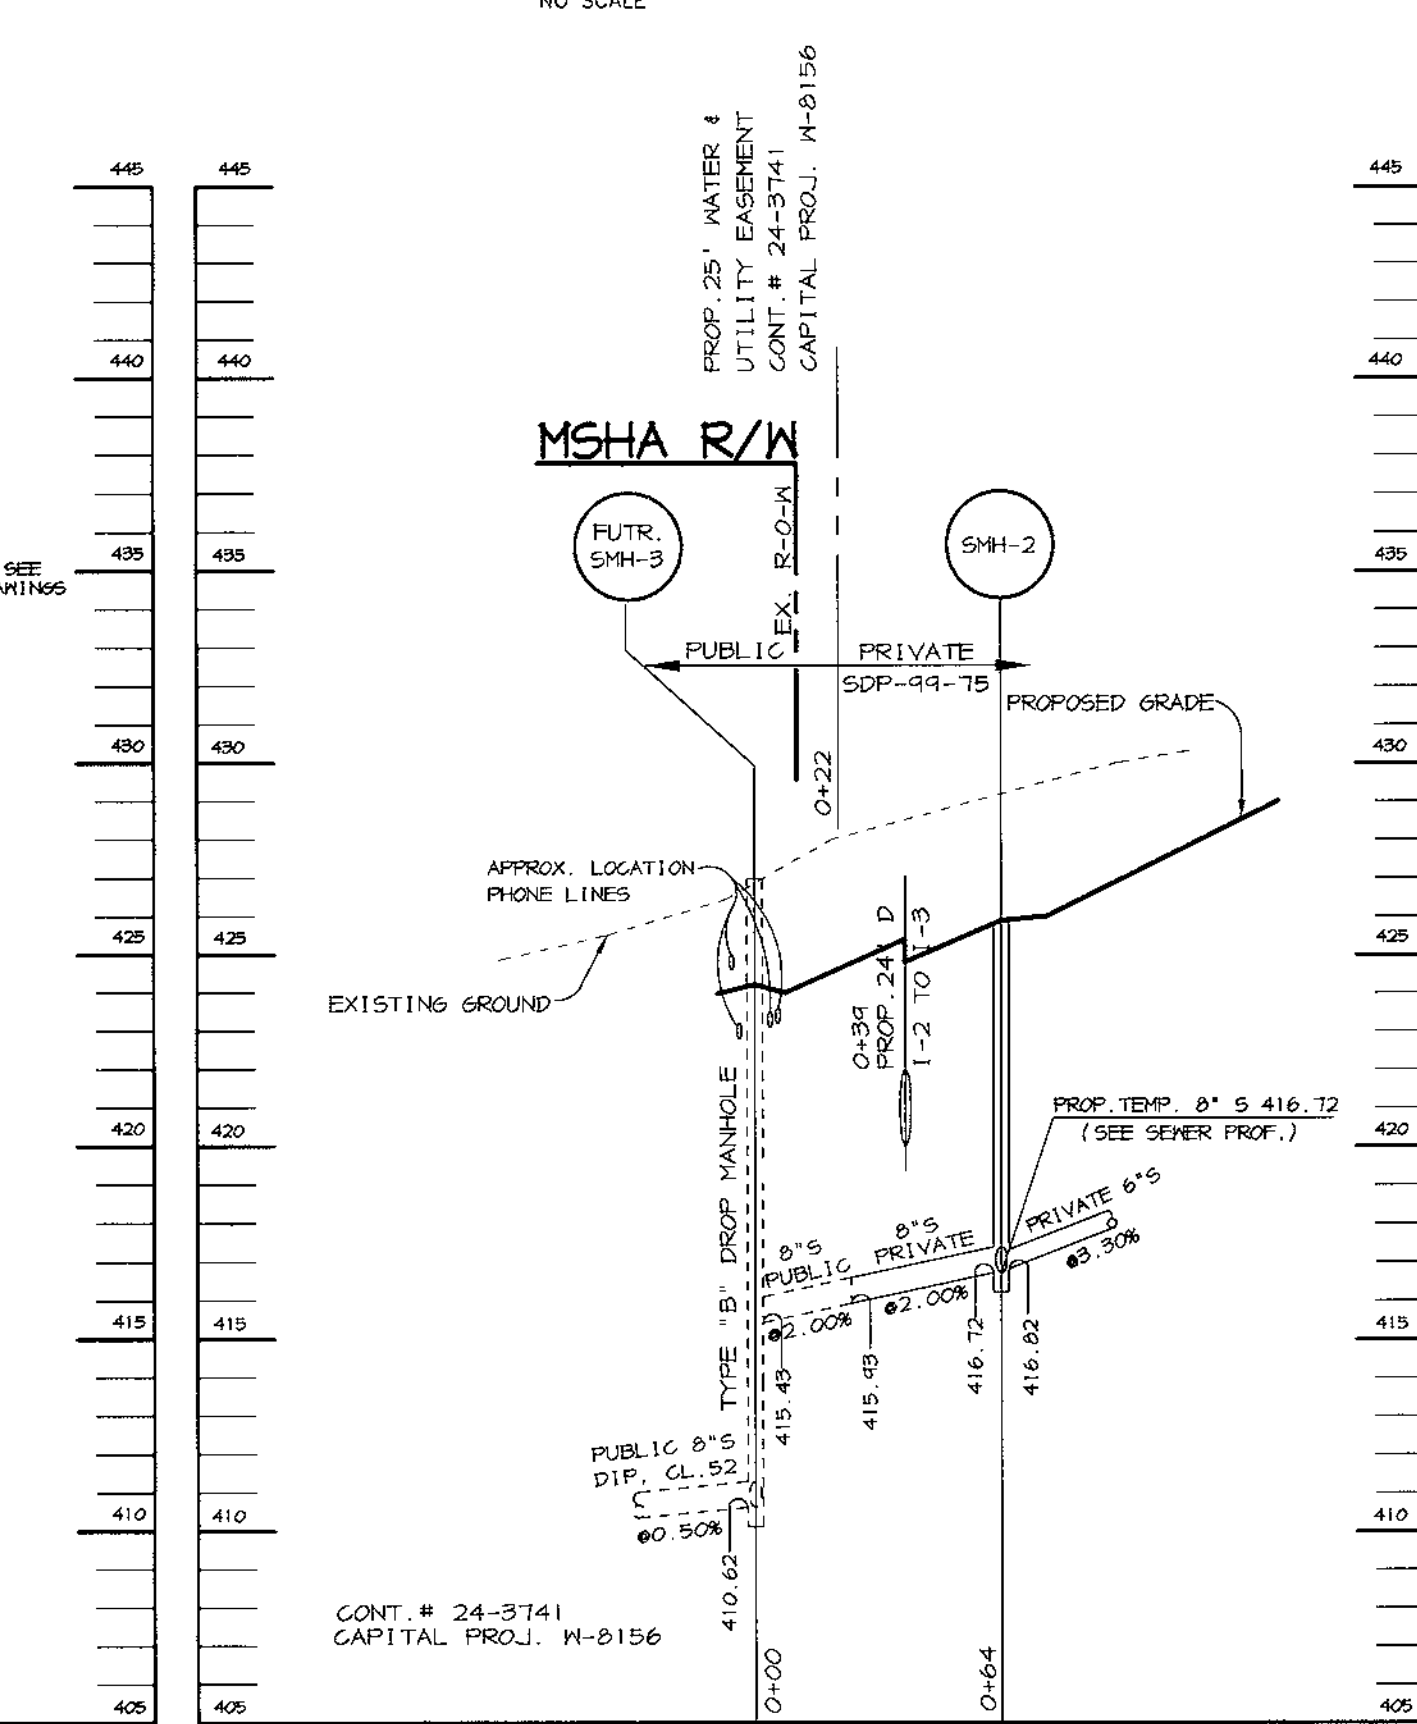 NO SCALE
PROP. 25' WATER &
UTILITY EASEMENT
CONT.# 24-3741
CAPITAL PROJ. W-8156
445
445
445
440
440
440
MSHA R/W
EX. R-O-W
FUTR.
SMH-3
SMH-2
SEE
435
435
435
PUBLIC
PRIVATE
SDP-99-75
PROPOSED GRADE
430
430
430
0+22
APPROX. LOCATION
PHONE LINES
425
425
425
EXISTING GROUND
0+39
PROP. 24" D
I-2 TO I-3
TYPE "B" DROP MANHOLE
PROP. TEMP. 8" S 416.72
(SEE SEWER PROF.)
420
420
420
8"S
PUBLIC
8"S
PRIVATE
PRIVATE 6"S
@2.00%
@2.00%
@3.30%
415
415
415
415.43
415.93
416.72
416.82
PUBLIC 8"S
DIP, CL.52
@0.50%
410
410
410
410.62
CONT.# 24-3741
CAPITAL PROJ. W-8156
0+00
0+64
405
405
405